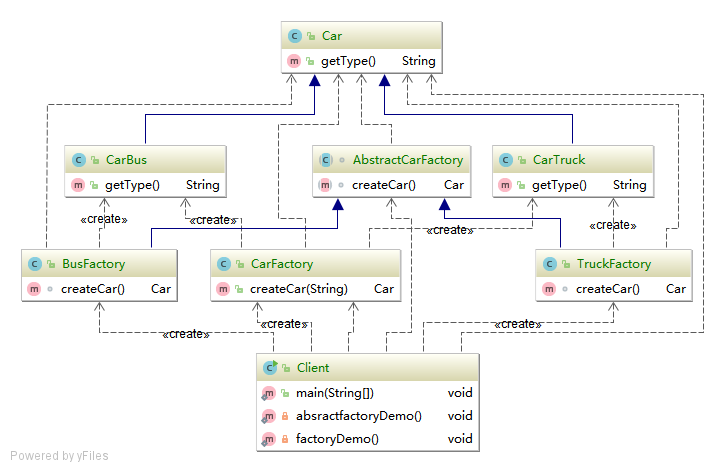 Car
getType() String
CarBus
getType() String
AbstractCarFactory
createCar() Car
CarTruck
getType() String
«create»
«create»
«create»
«create»
BusFactory
createCar() Car
CarFactory
createCar(String) Car
TruckFactory
createCar() Car
«create»
«create»
«create»
Client
main(String[]) void
absractfactoryDemo() void
factoryDemo() void
Powered by yFiles